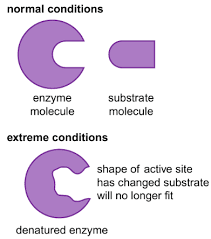 normal conditions
enzyme
molecule
substrate
molecule
extreme conditions
shape of active site
has changed substrate
will no longer fit
denatured enzyme